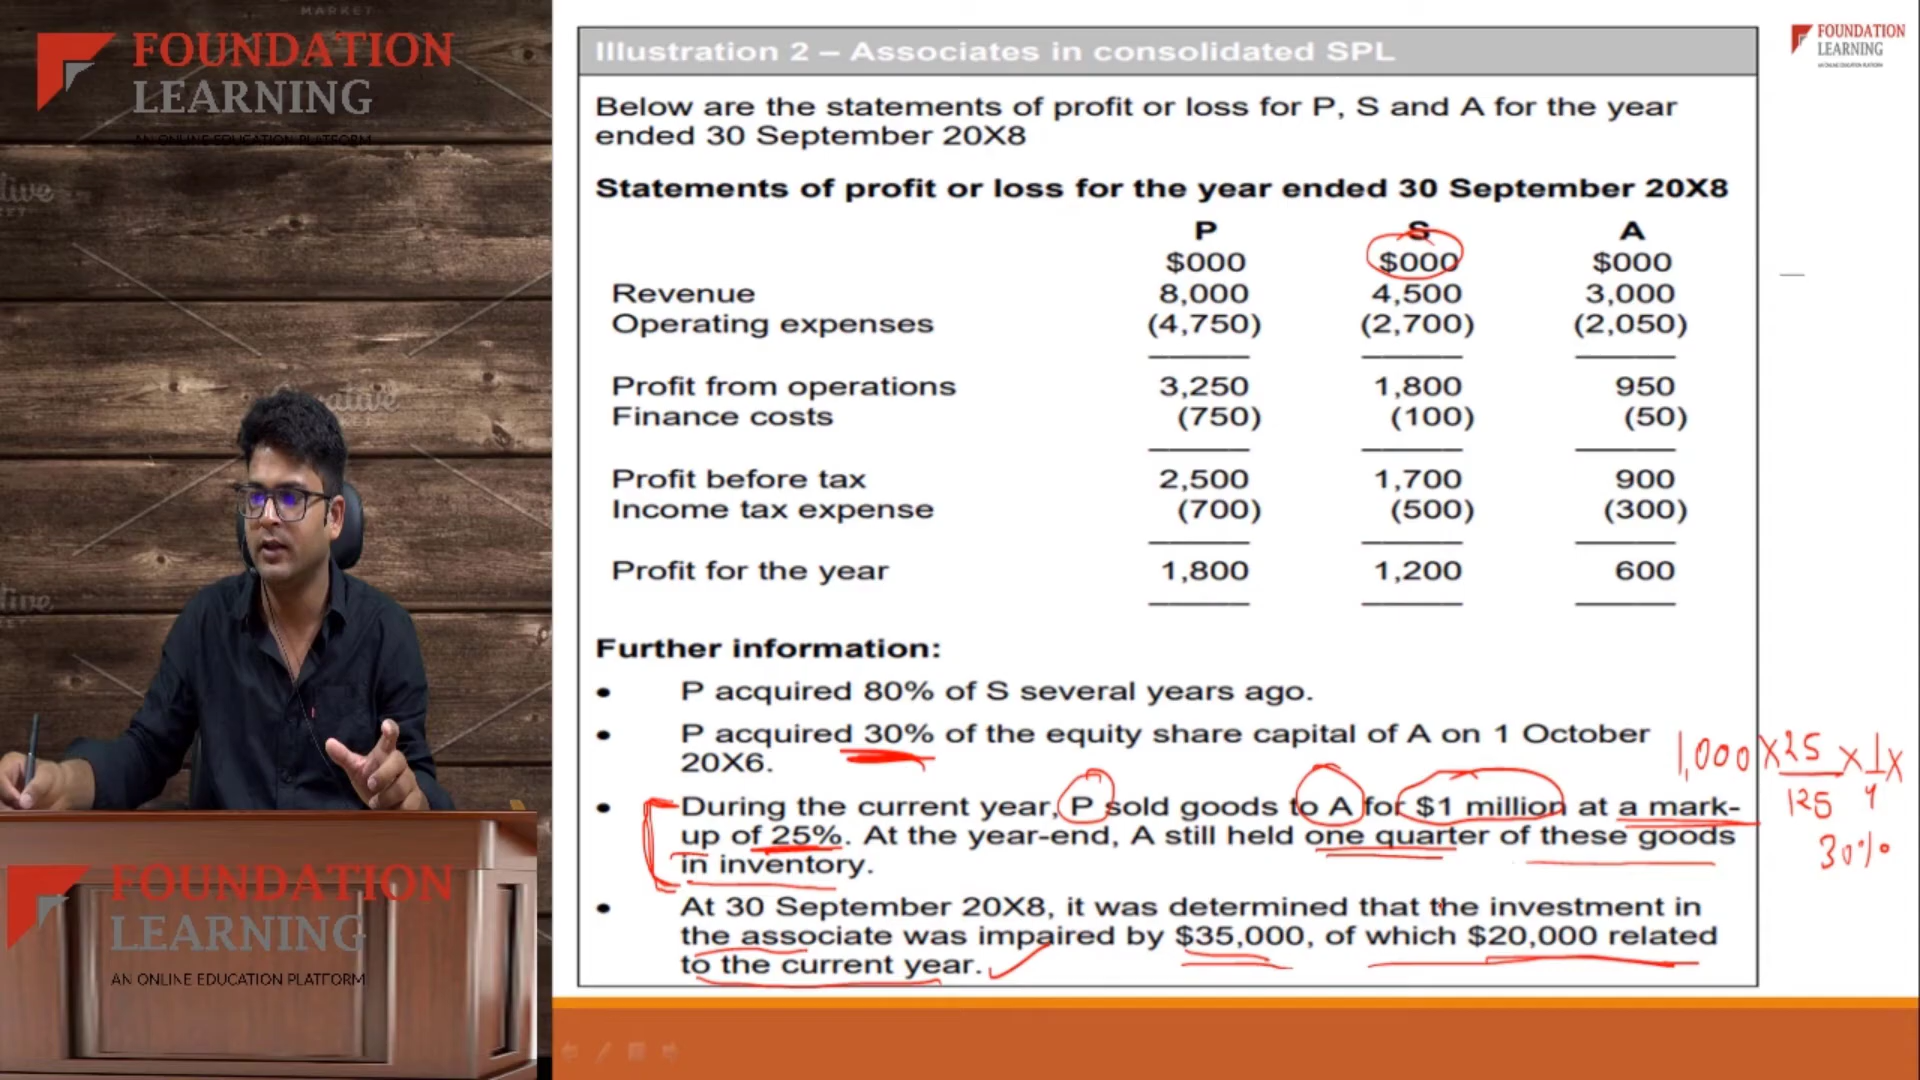 MARKET
FOUNDATION
LEARNING
AN ONLINE EDUCATION PLATFORM
FOUNDATION
LEARNING
AN ONLINE EDUCATION PLATFORM
FOUNDATION
LEARNING
AN ONLINE EDUCATION PLATFORM
Illustration 2 – Associates in consolidated SPL
Below are the statements of profit or loss for P, S and A for the year
ended 30 September 20X8
Statements of profit or loss for the year ended 30 September 20X8
P S A
$000 $000 $000
Revenue 8,000 4,500 3,000
Operating expenses (4,750) (2,700) (2,050)
Profit from operations 3,250 1,800 950
Finance costs (750) (100) (50)
Profit before tax 2,500 1,700 900
Income tax expense (700) (500) (300)
Profit for the year 1,800 1,200 600
Further information:
• P acquired 80% of S several years ago.
• P acquired 30% of the equity share capital of A on 1 October
20X6.
• During the current year, P sold goods to A for $1 million at a mark-
up of 25%. At the year-end, A still held one quarter of these goods
in inventory.
• At 30 September 20X8, it was determined that the investment in
the associate was impaired by $35,000, of which $20,000 related
to the current year.
1,000 X 25 X 1 X
125 4
30%